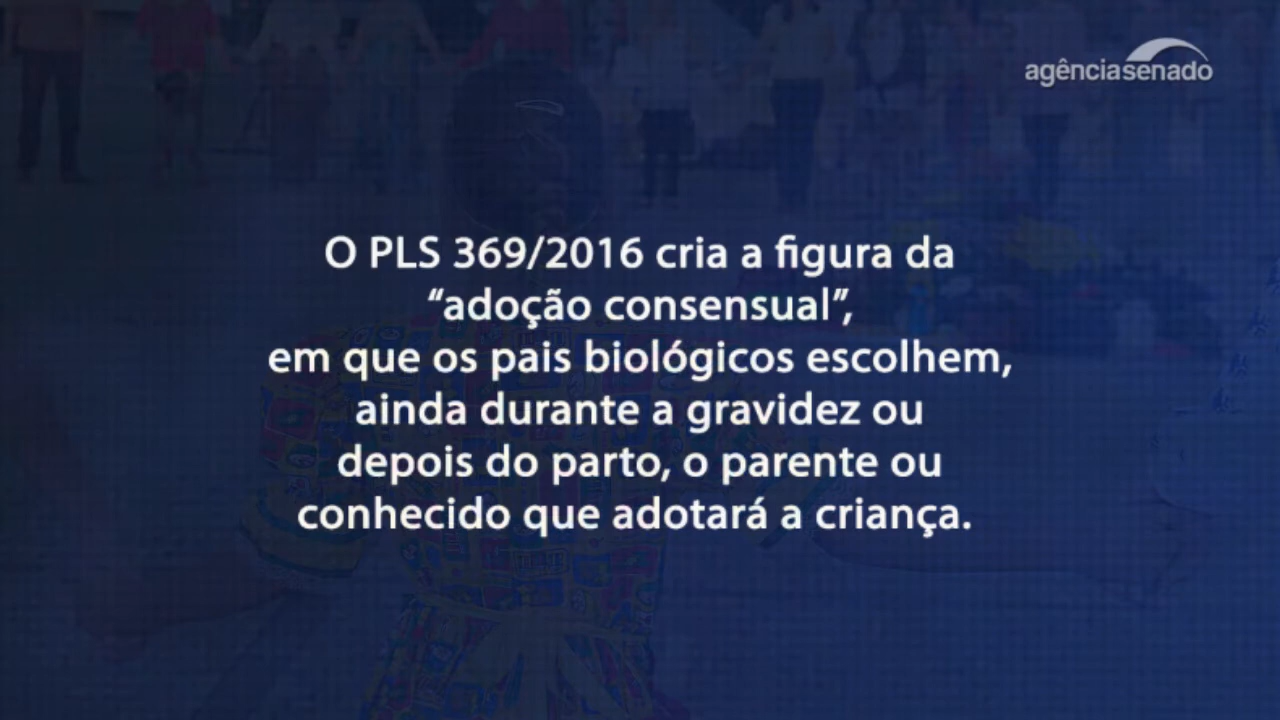 agênciasenado
O PLS 369/2016 cria a figura da
“adoção consensual”,
em que os pais biológicos escolhem,
ainda durante a gravidez ou
depois do parto, o parente ou
conhecido que adotará a criança.